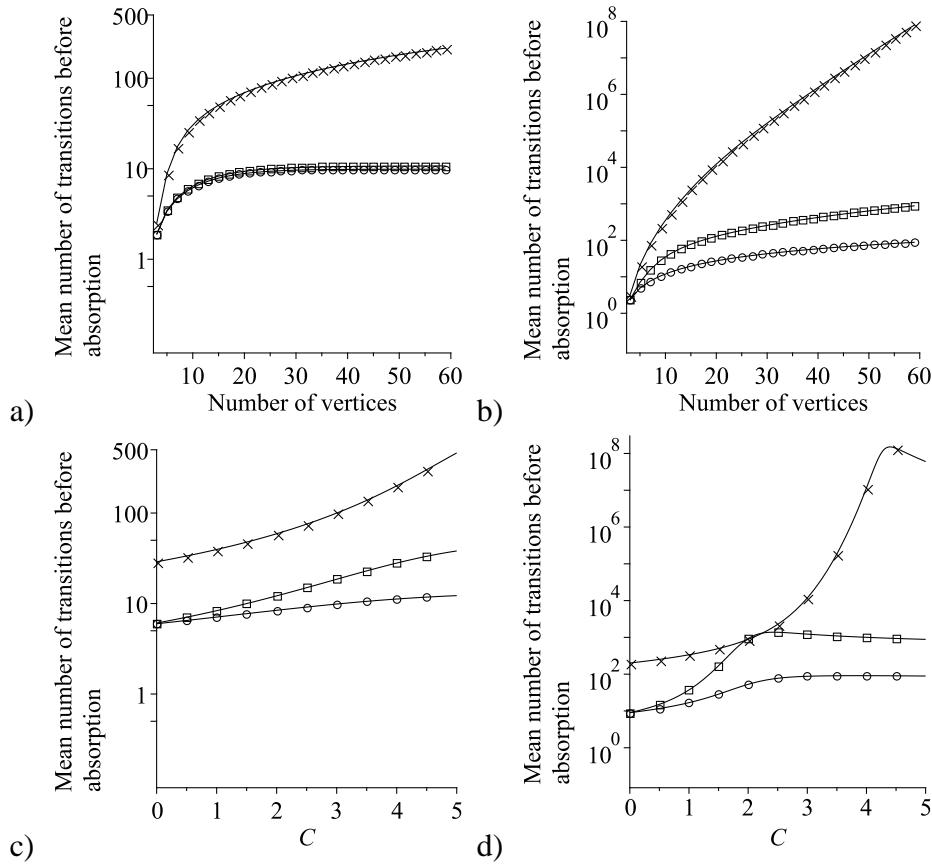 Mean number of transitions before
absorption
500
100
10
1
10 20 30 40 50 60
Number of vertices
a)
Mean number of transitions before
absorption
10^8
10^6
10^4
10^2
10^0
10 20 30 40 50 60
Number of vertices
b)
Mean number of transitions before
absorption
500
100
10
1
0 1 2 3 4 5
C
c)
Mean number of transitions before
absorption
10^8
10^6
10^4
10^2
10^0
0 1 2 3 4 5
C
d)